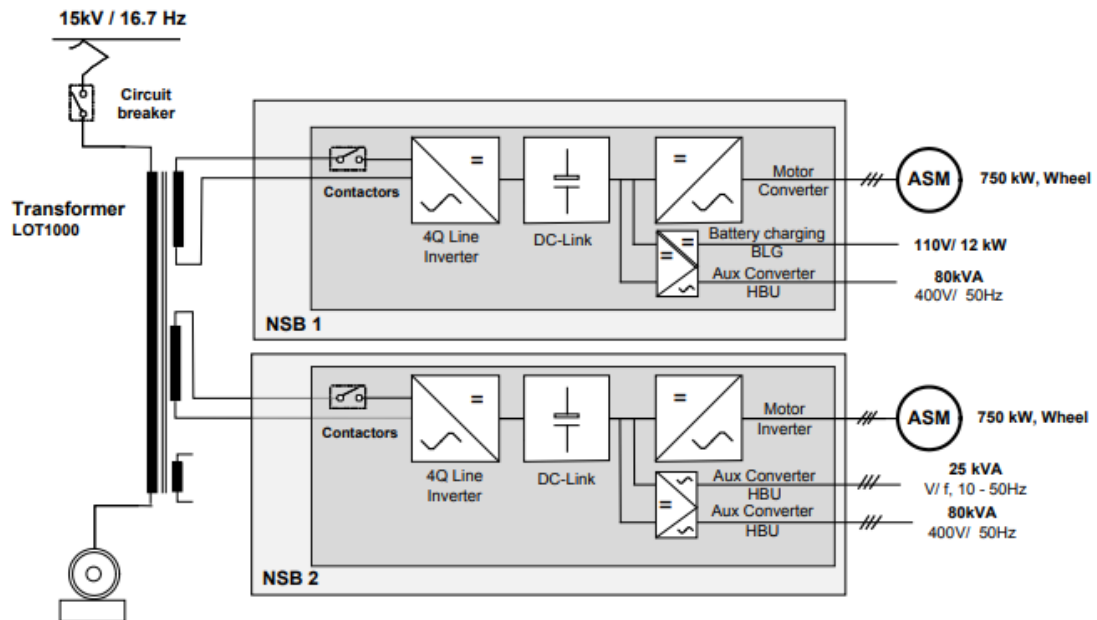 15kV / 16.7 Hz
Circuit
breaker
Transformer
LOT1000
Contactors
=
4Q Line
Inverter
DC-Link
=
Motor
Converter
ASM
750 kW, Wheel
=
=
Battery charging
BLG
110V/ 12 kW
Aux Converter
HBU
80kVA
400V/ 50Hz
NSB 1
Contactors
=
4Q Line
Inverter
DC-Link
=
Motor
Inverter
ASM
750 kW, Wheel
=
Aux Converter
HBU
25 kVA
V/ f, 10 - 50Hz
Aux Converter
HBU
80kVA
400V/ 50Hz
NSB 2